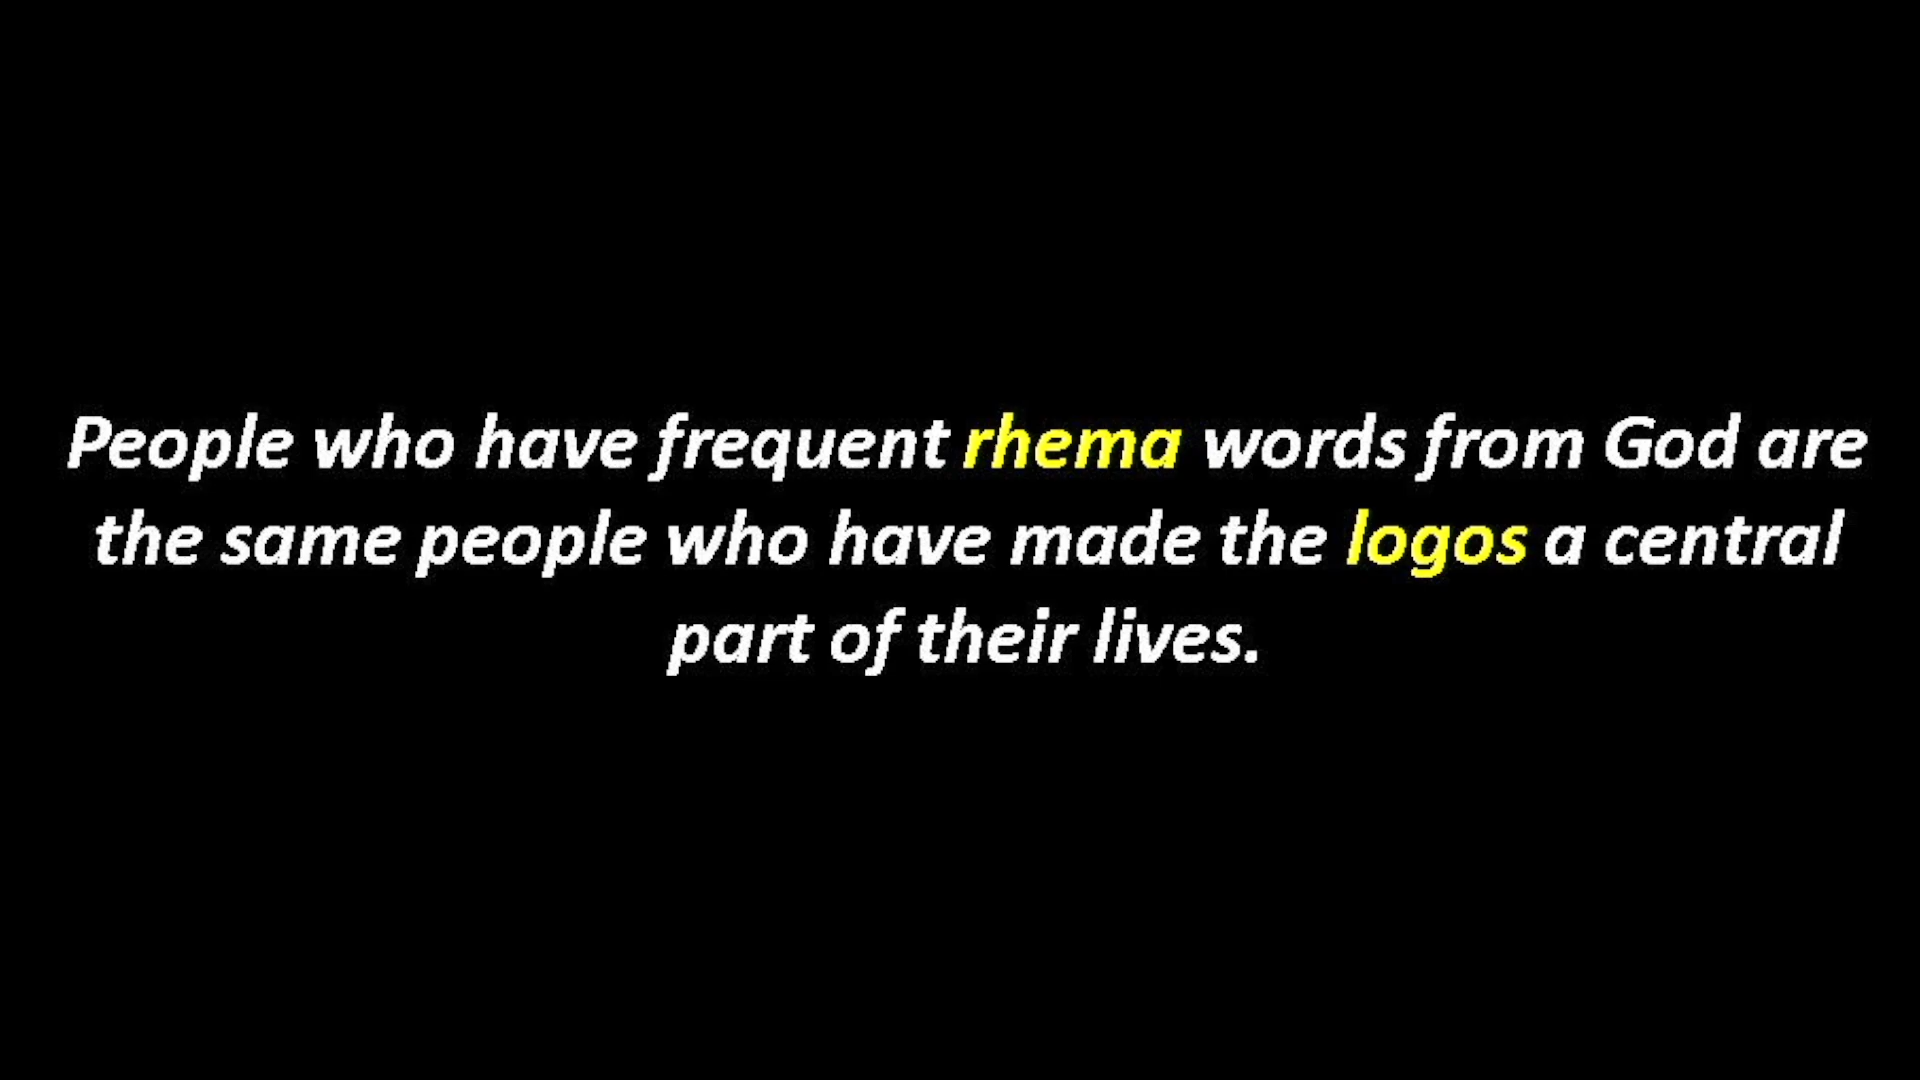 People who have frequent rhema words from God are
the same people who have made the logos a central
part of their lives.